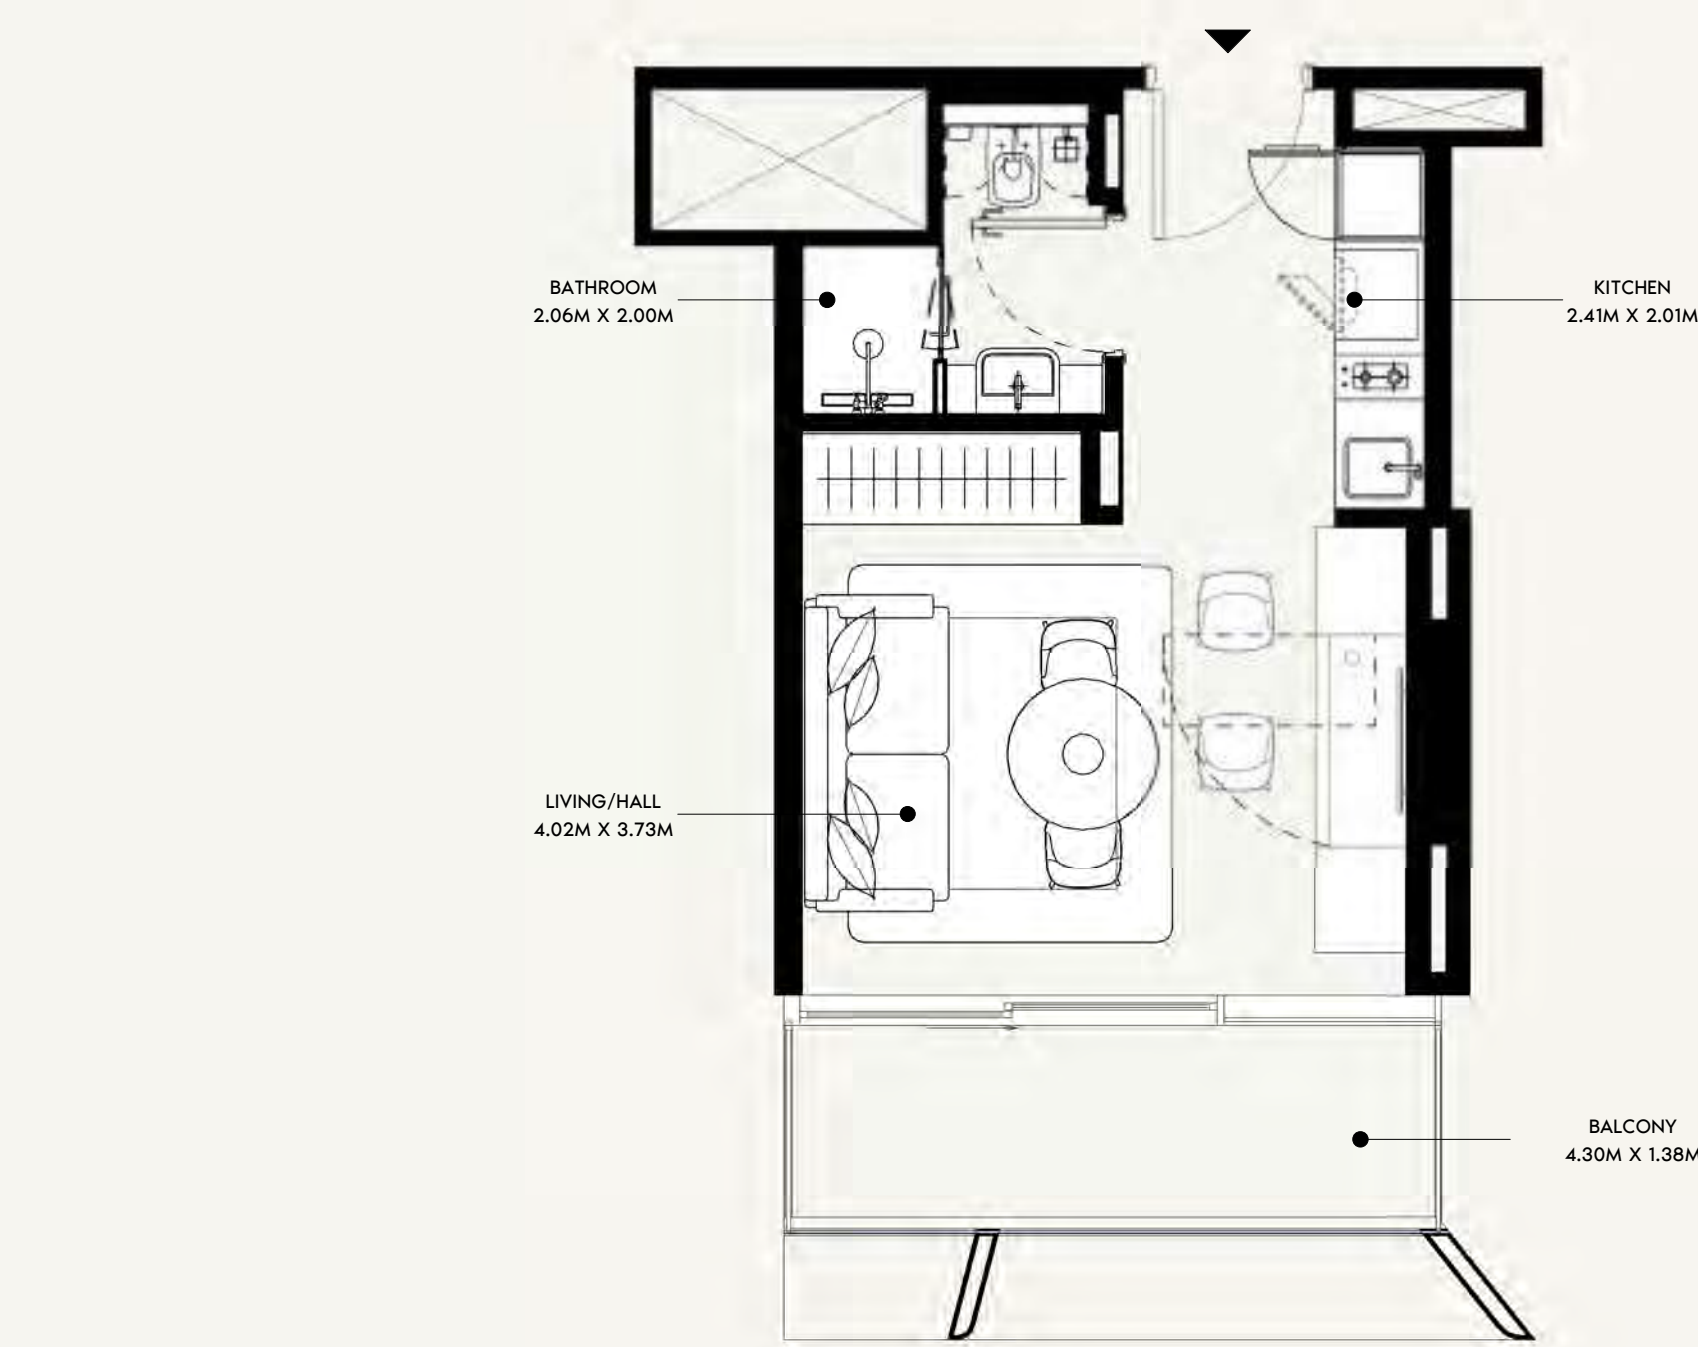 BATHROOM
2.06M X 2.00M
KITCHEN
2.41M X 2.01M
LIVING/HALL
4.02M X 3.73M
BALCONY
4.30M X 1.38M